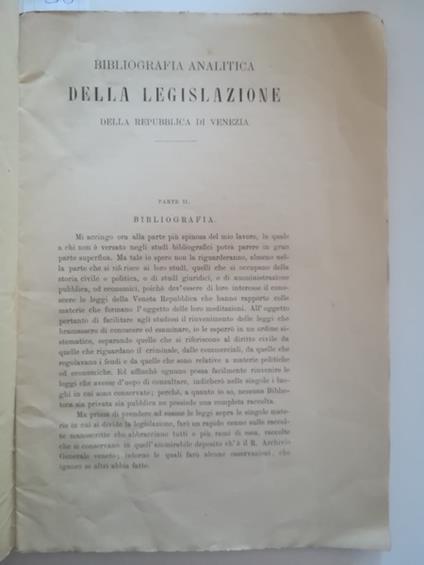 BIBLIOGRAFIA ANALITICA
DELLA LEGISLAZIONE
DELLA REPUBBLICA DI VENEZIA
PARTE II.
BIBLIOGRAFIA.
Mi accingo ora alla parte più spinosa del mio lavoro, la quale
a chi non è versato negli studi bibliografici potrà parere in gran
parte superflua. Ma tale io spero non la riguarderanno, almeno nel-
la parte che si riferisce ai loro studi, quelli che si occupano della
storia civile o politica, o di studi giuridici, o di amministrazione
pubblica, od economici, poichè dev'essere di loro interesse il cono-
scere le leggi della Veneta Repubblica che hanno rapporto colle
materie che formano l'oggetto delle loro meditazioni. All'oggetto
pertanto di facilitare agli studiosi il rinvenimento delle leggi che
bramassero di conoscere ed esaminare, io le esporrò in un ordine si-
stematico, separando quelle che si riferiscono al diritto civile da
quelle che riguardano il criminale, dalle commerciali, da quelle che
regolavano i feudi e da quelle che sono relative a materie politiche
ed economiche. Ed affinchè ognuno possa facilmente rinvenire le
leggi che avesse d'uopo di consultare, indicherò nelle singole i luo-
ghi in cui sono conservate; perchè, a quanto io so, nessuna Biblio-
teca sia privata sia pubblica ne possiede una completa raccolta.
Ma prima di prendere ad esame le leggi sopra le singole mate-
rie in cui si divide la legislazione, farò un rapido cenno sulle raccol-
te manoscritte che abbracciano tutti o più rami di essa, raccolte
che si conservano in quell'ammirabile deposito ch'è il R. Archivio
Generale veneto; intorno le quali farò alcune osservazioni, che
ignoro se altri abbia fatte.